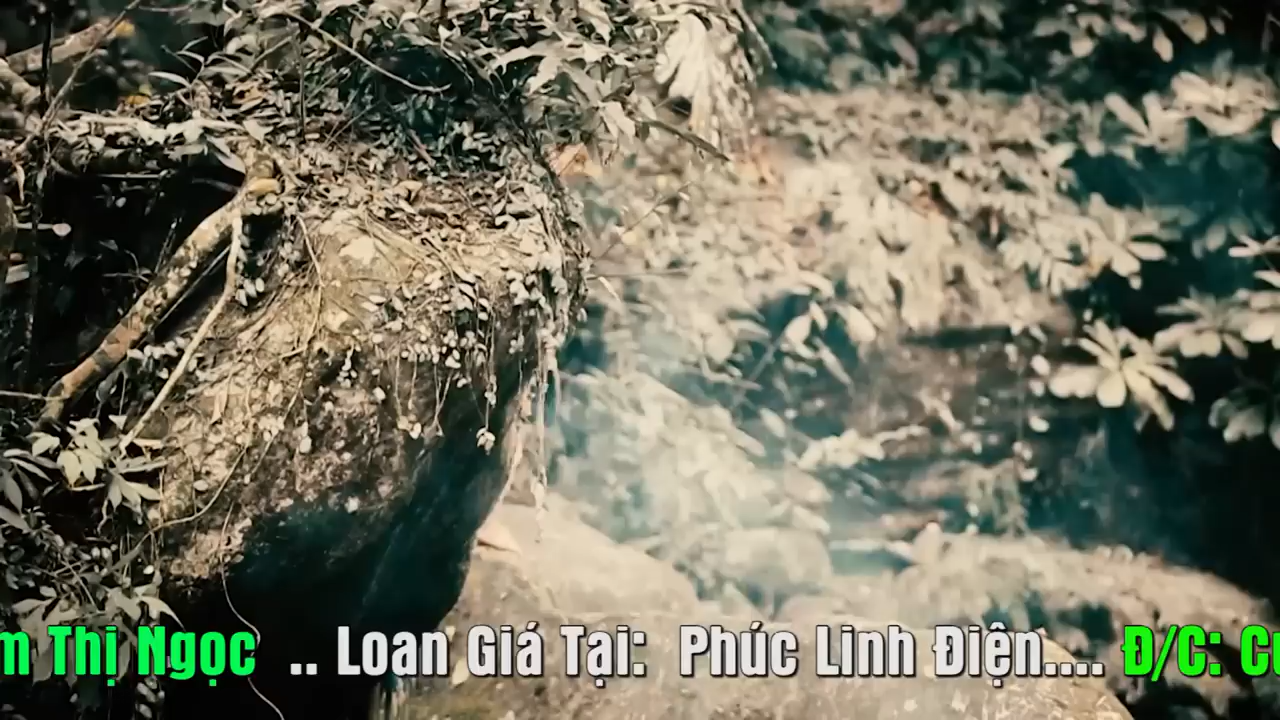 m Thị Ngọc .. Loan Giá Tại: Phúc Linh Điện.... Đ/C: